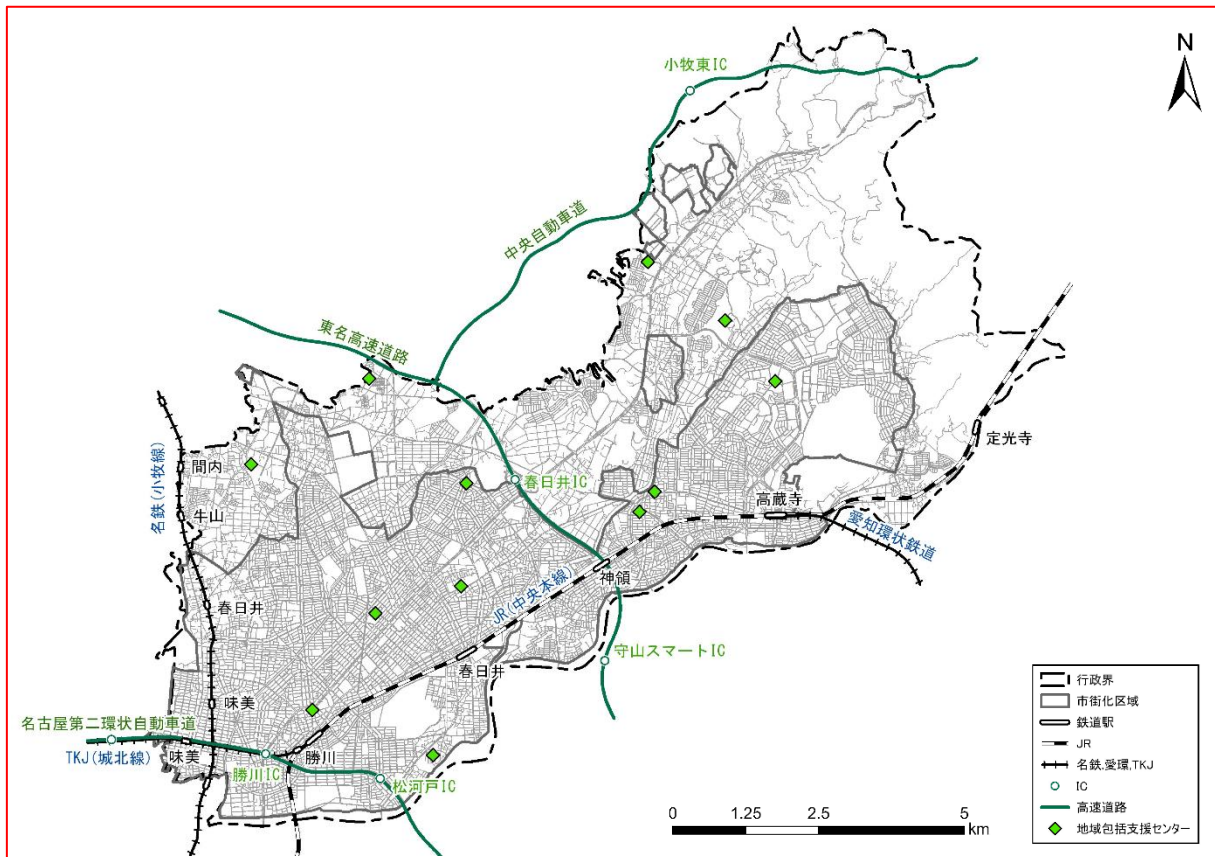 N
小牧東IC
中央自動車道
東名高速道路
定光寺
間内
名鉄(小牧線)
牛山
春日井IC
高蔵寺
愛知環状鉄道
神領
JR(中央本線)
春日井
守山スマートIC
春日井
味美
名古屋第二環状自動車道
TKJ(城北線)
味美
勝川
勝川IC
松河戸IC
0 1.25 2.5 5
km
行政界
市街化区域
鉄道駅
JR
名鉄,愛環,TKJ
IC
高速道路
地域包括支援センター